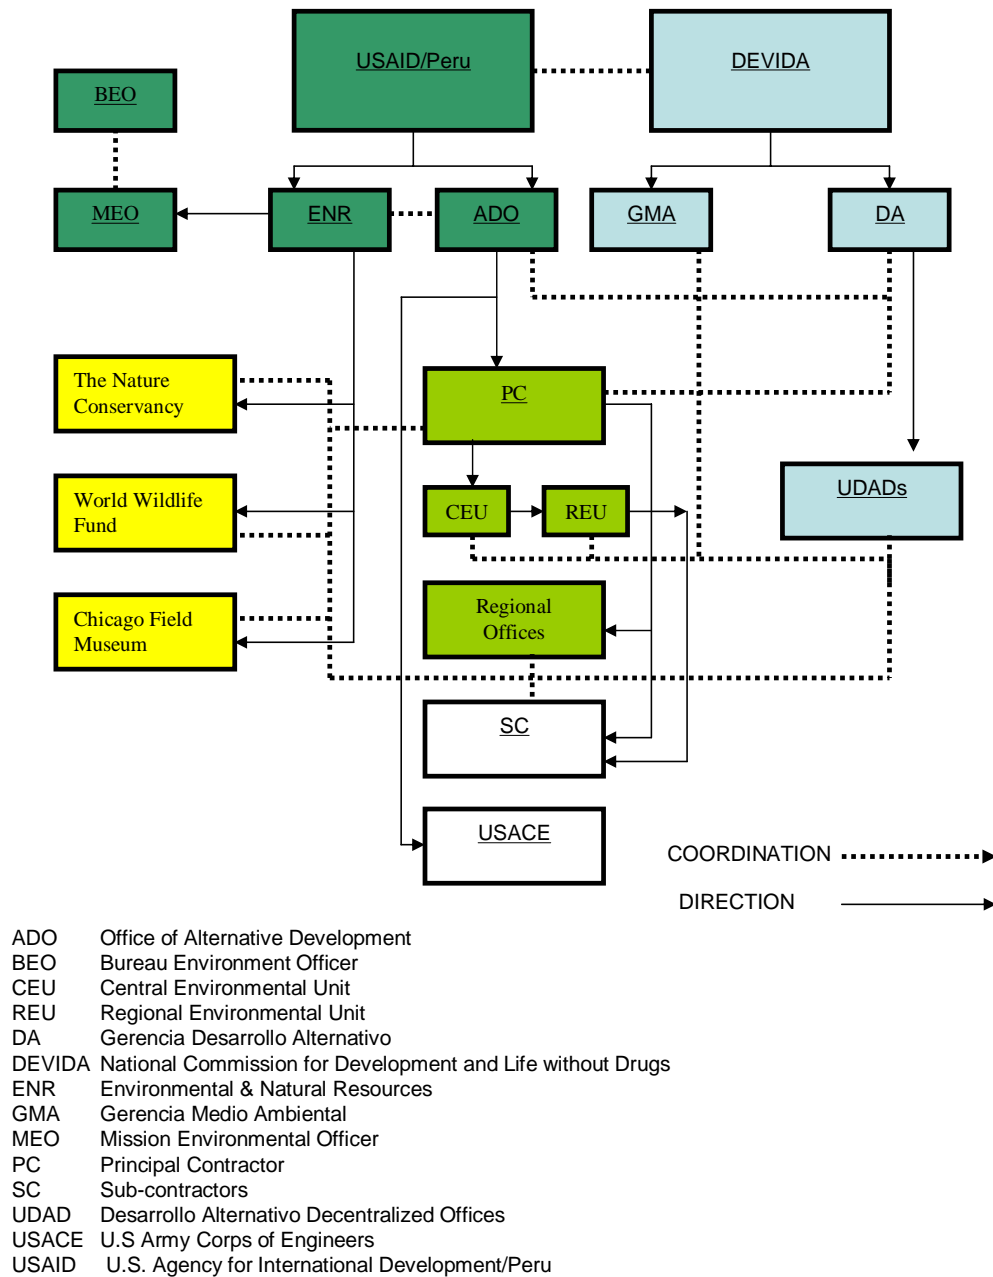 USAID/Peru
DEVIDA
BEO
MEO
ENR
ADO
GMA
DA
The Nature
Conservancy
PC
World Wildlife
Fund
CEU
REU
UDADs
Chicago Field
Museum
Regional
Offices
SC
USACE
COORDINATION
DIRECTION
ADO Office of Alternative Development
BEO Bureau Environment Officer
CEU Central Environmental Unit
REU Regional Environmental Unit
DA Gerencia Desarrollo Alternativo
DEVIDA National Commission for Development and Life without Drugs
ENR Environmental & Natural Resources
GMA Gerencia Medio Ambiental
MEO Mission Environmental Officer
PC Principal Contractor
SC Sub-contractors
UDAD Desarrollo Alternativo Decentralized Offices
USACE U.S Army Corps of Engineers
USAID U.S. Agency for International Development/Peru